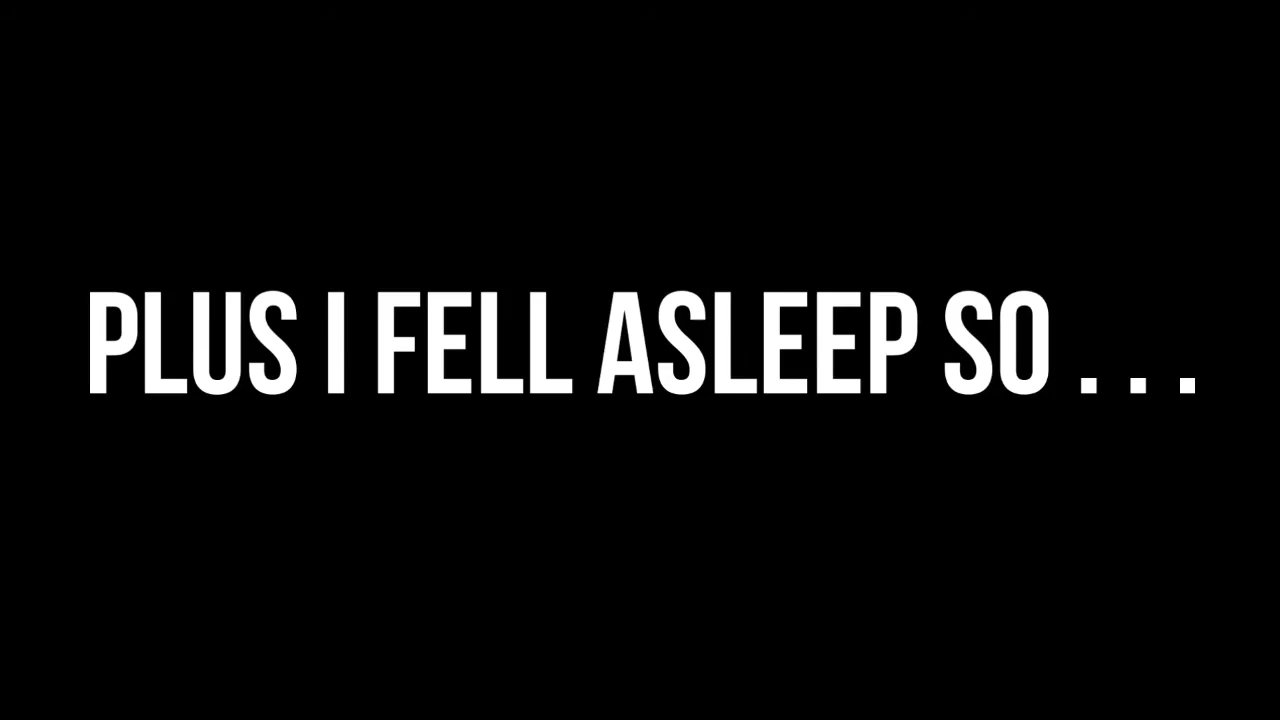 PLUS I FELL ASLEEP SO . . .